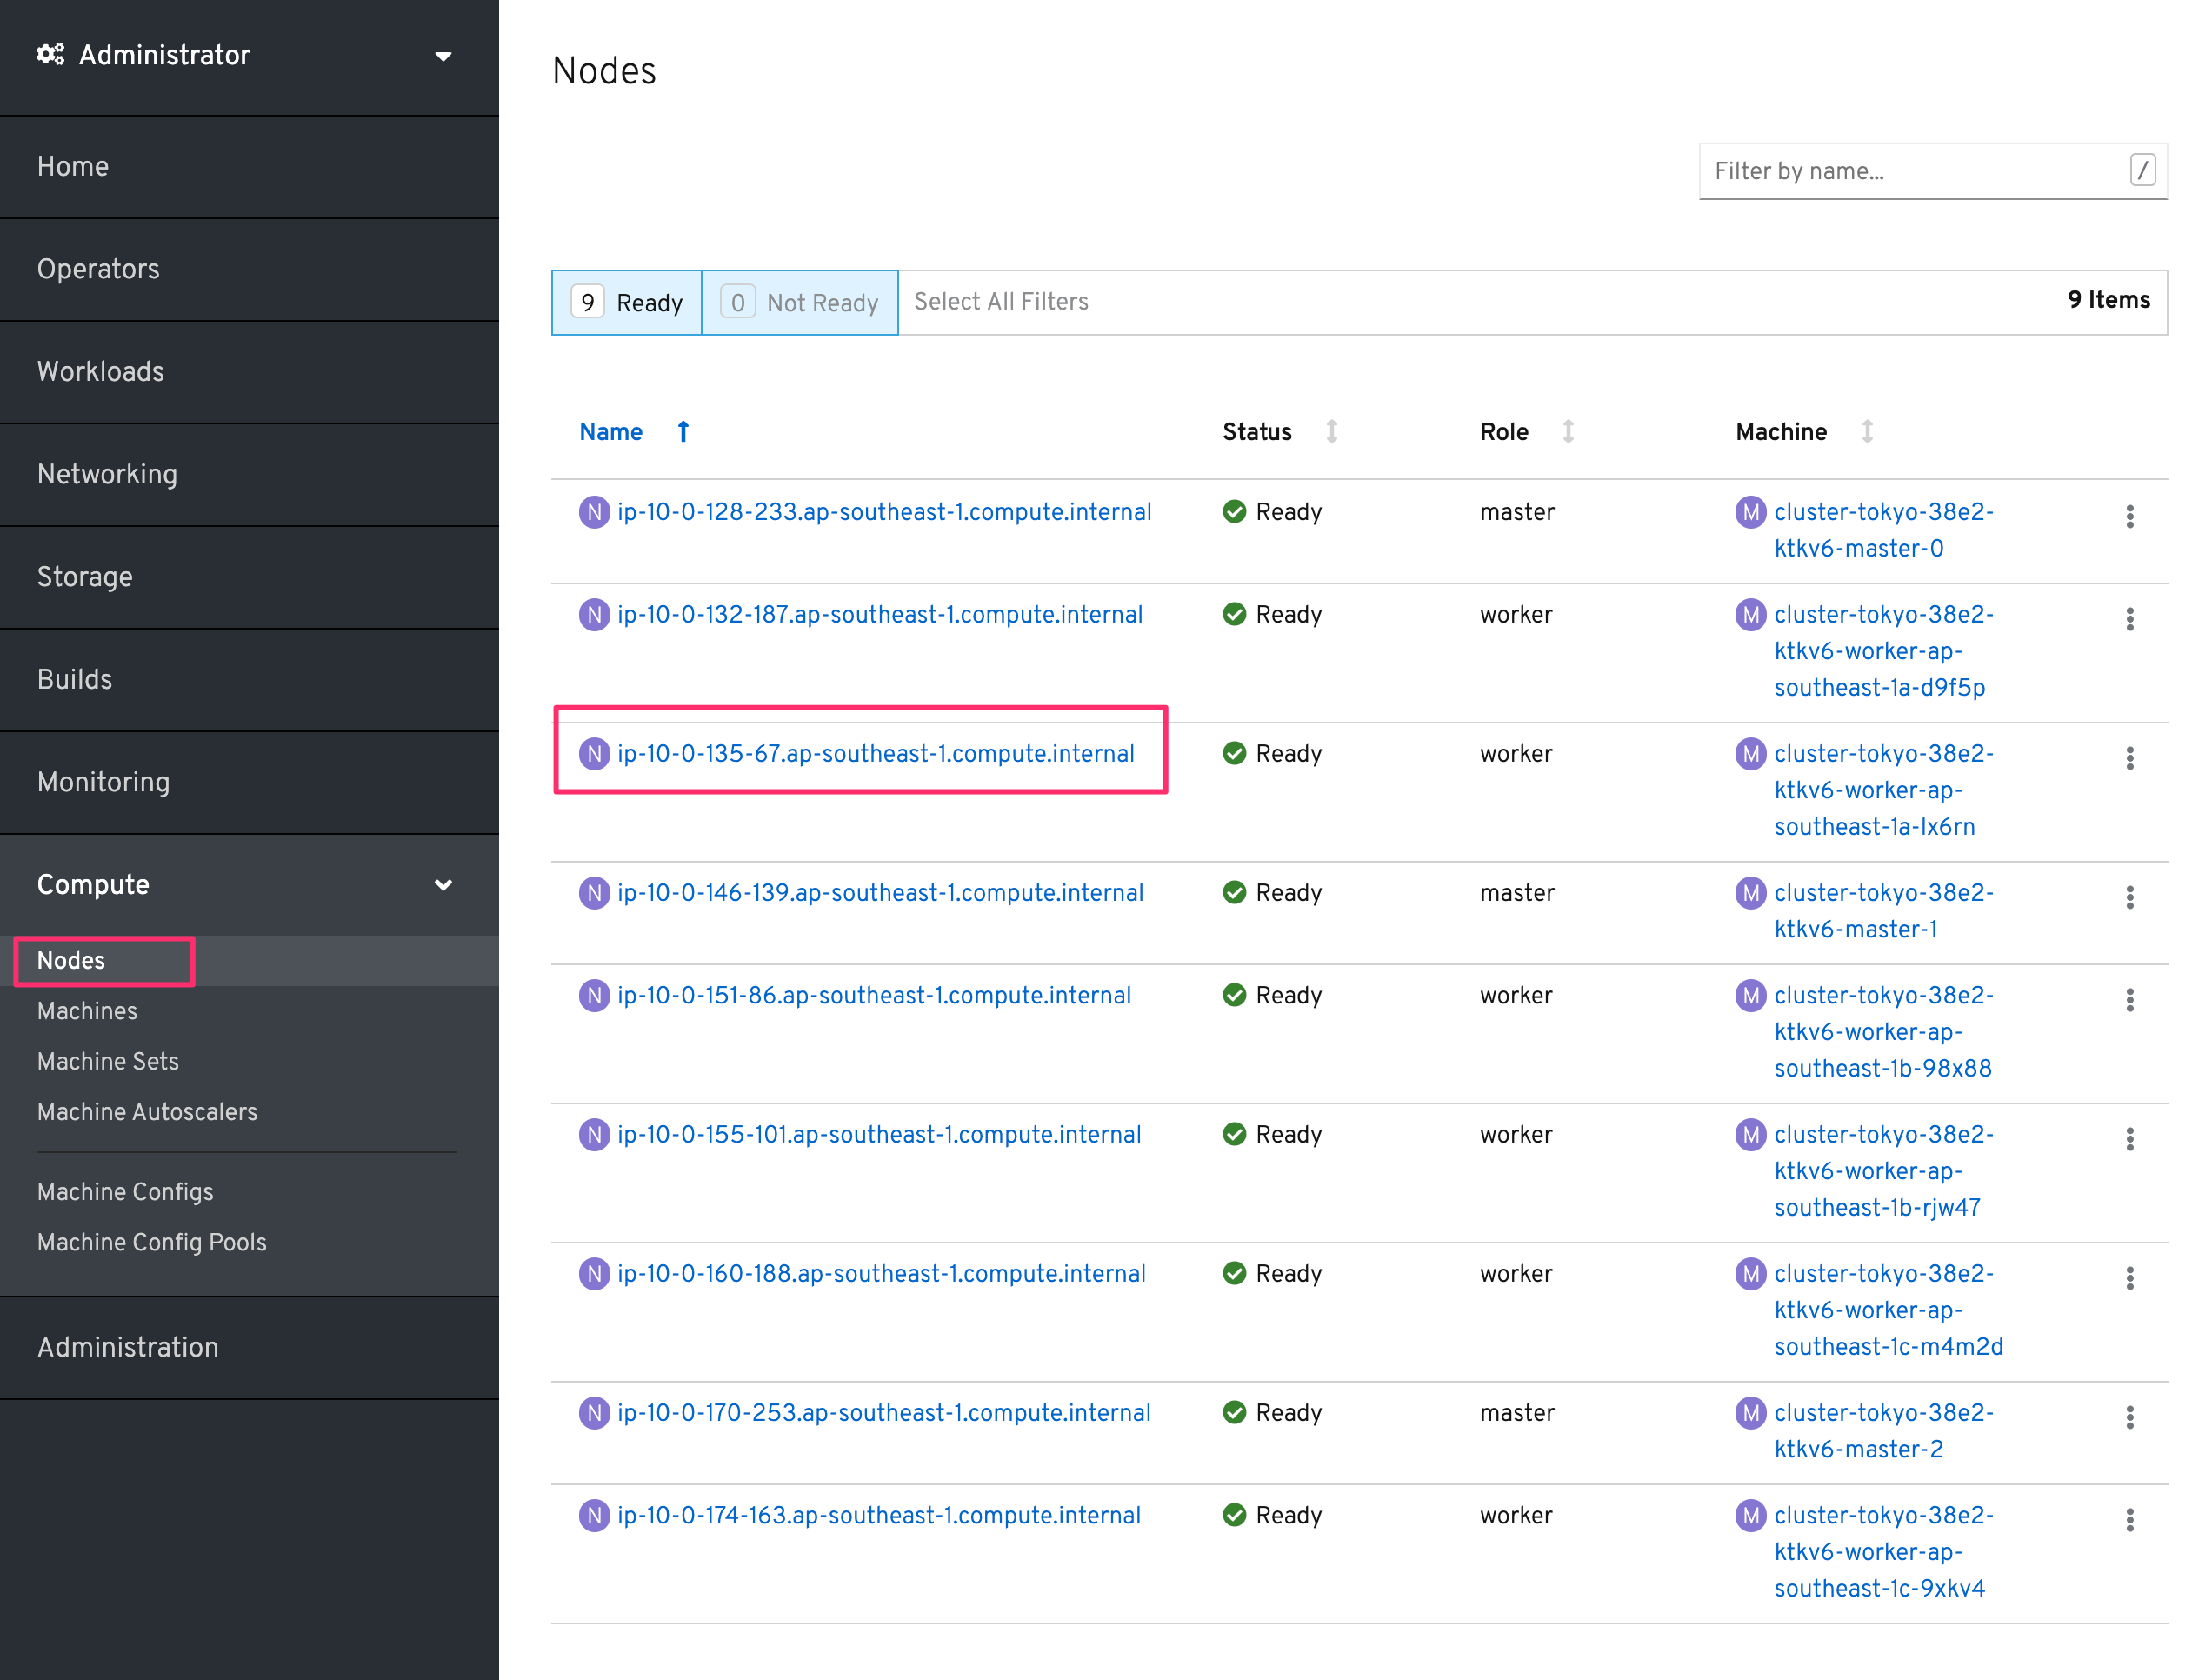 Administrator
Home
Operators
Workloads
Networking
Storage
Builds
Monitoring
Compute
Nodes
Machines
Machine Sets
Machine Autoscalers
Machine Configs
Machine Config Pools
Administration
Nodes
Filter by name... /
9 Ready 0 Not Ready Select All Filters 9 Items
Name Status Role Machine
N ip-10-0-128-233.ap-southeast-1.compute.internal Ready master M cluster-tokyo-38e2-
ktkv6-master-0
N ip-10-0-132-187.ap-southeast-1.compute.internal Ready worker M cluster-tokyo-38e2-
ktkv6-worker-ap-
southeast-1a-d9f5p
N ip-10-0-135-67.ap-southeast-1.compute.internal Ready worker M cluster-tokyo-38e2-
ktkv6-worker-ap-
southeast-1a-lx6rn
N ip-10-0-146-139.ap-southeast-1.compute.internal Ready master M cluster-tokyo-38e2-
ktkv6-master-1
N ip-10-0-151-86.ap-southeast-1.compute.internal Ready worker M cluster-tokyo-38e2-
ktkv6-worker-ap-
southeast-1b-98x88
N ip-10-0-155-101.ap-southeast-1.compute.internal Ready worker M cluster-tokyo-38e2-
ktkv6-worker-ap-
southeast-1b-rjw47
N ip-10-0-160-188.ap-southeast-1.compute.internal Ready worker M cluster-tokyo-38e2-
ktkv6-worker-ap-
southeast-1c-m4m2d
N ip-10-0-170-253.ap-southeast-1.compute.internal Ready master M cluster-tokyo-38e2-
ktkv6-master-2
N ip-10-0-174-163.ap-southeast-1.compute.internal Ready worker M cluster-tokyo-38e2-
ktkv6-worker-ap-
southeast-1c-9xkv4